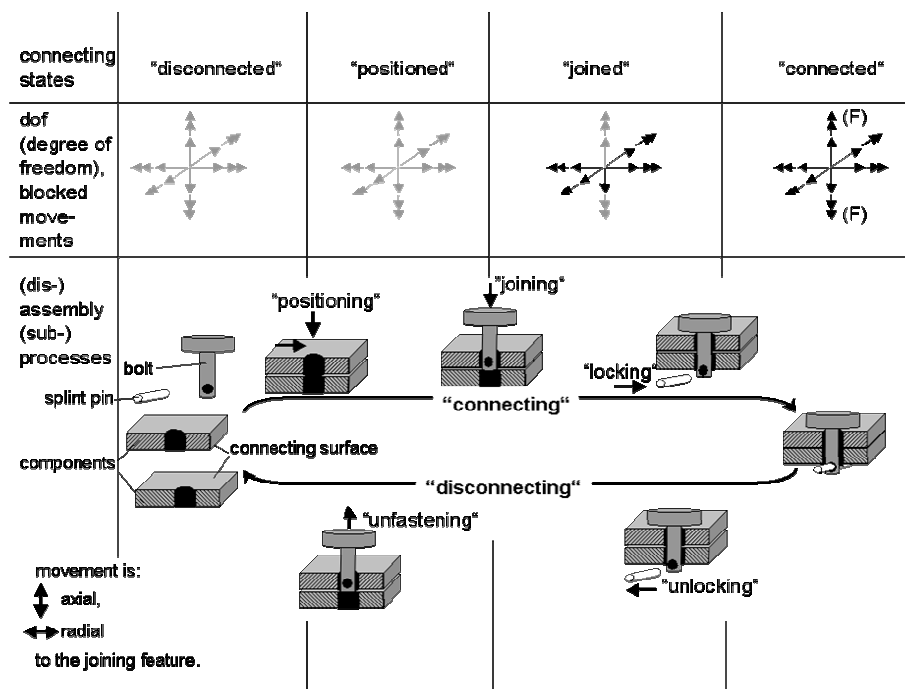 connecting
states
"disconnected"
"positioned"
"joined"
"connected"
dof
(degree of
freedom),
blocked
move-
ments
(F)
(F)
(dis-)
assembly
(sub-)
processes
"positioning"
"joining"
bolt
"locking"
splint pin
"connecting"
components
connecting surface
"disconnecting"
"unfastening"
"unlocking"
movement is:
axial,
radial
to the joining feature.